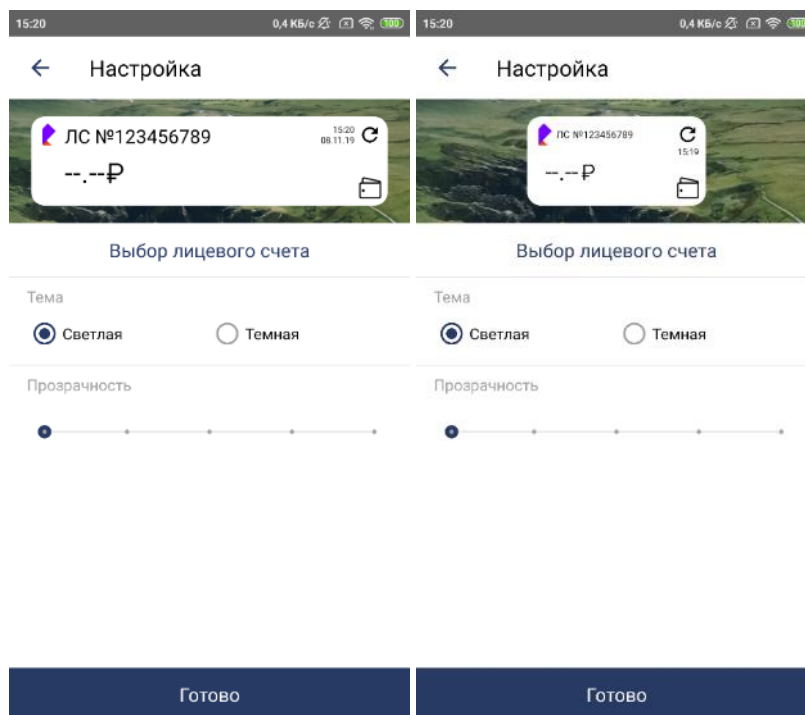 15:20 0,4 КБ/с 100
Настройка
ЛС №123456789 15:20
08.11.19
--.--₽
Выбор лицевого счета
Тема
Светлая Темная
Прозрачность
Готово
15:20 0,4 КБ/с 100
Настройка
ЛС №123456789
15:19
--.--₽
Выбор лицевого счета
Тема
Светлая Темная
Прозрачность
Готово